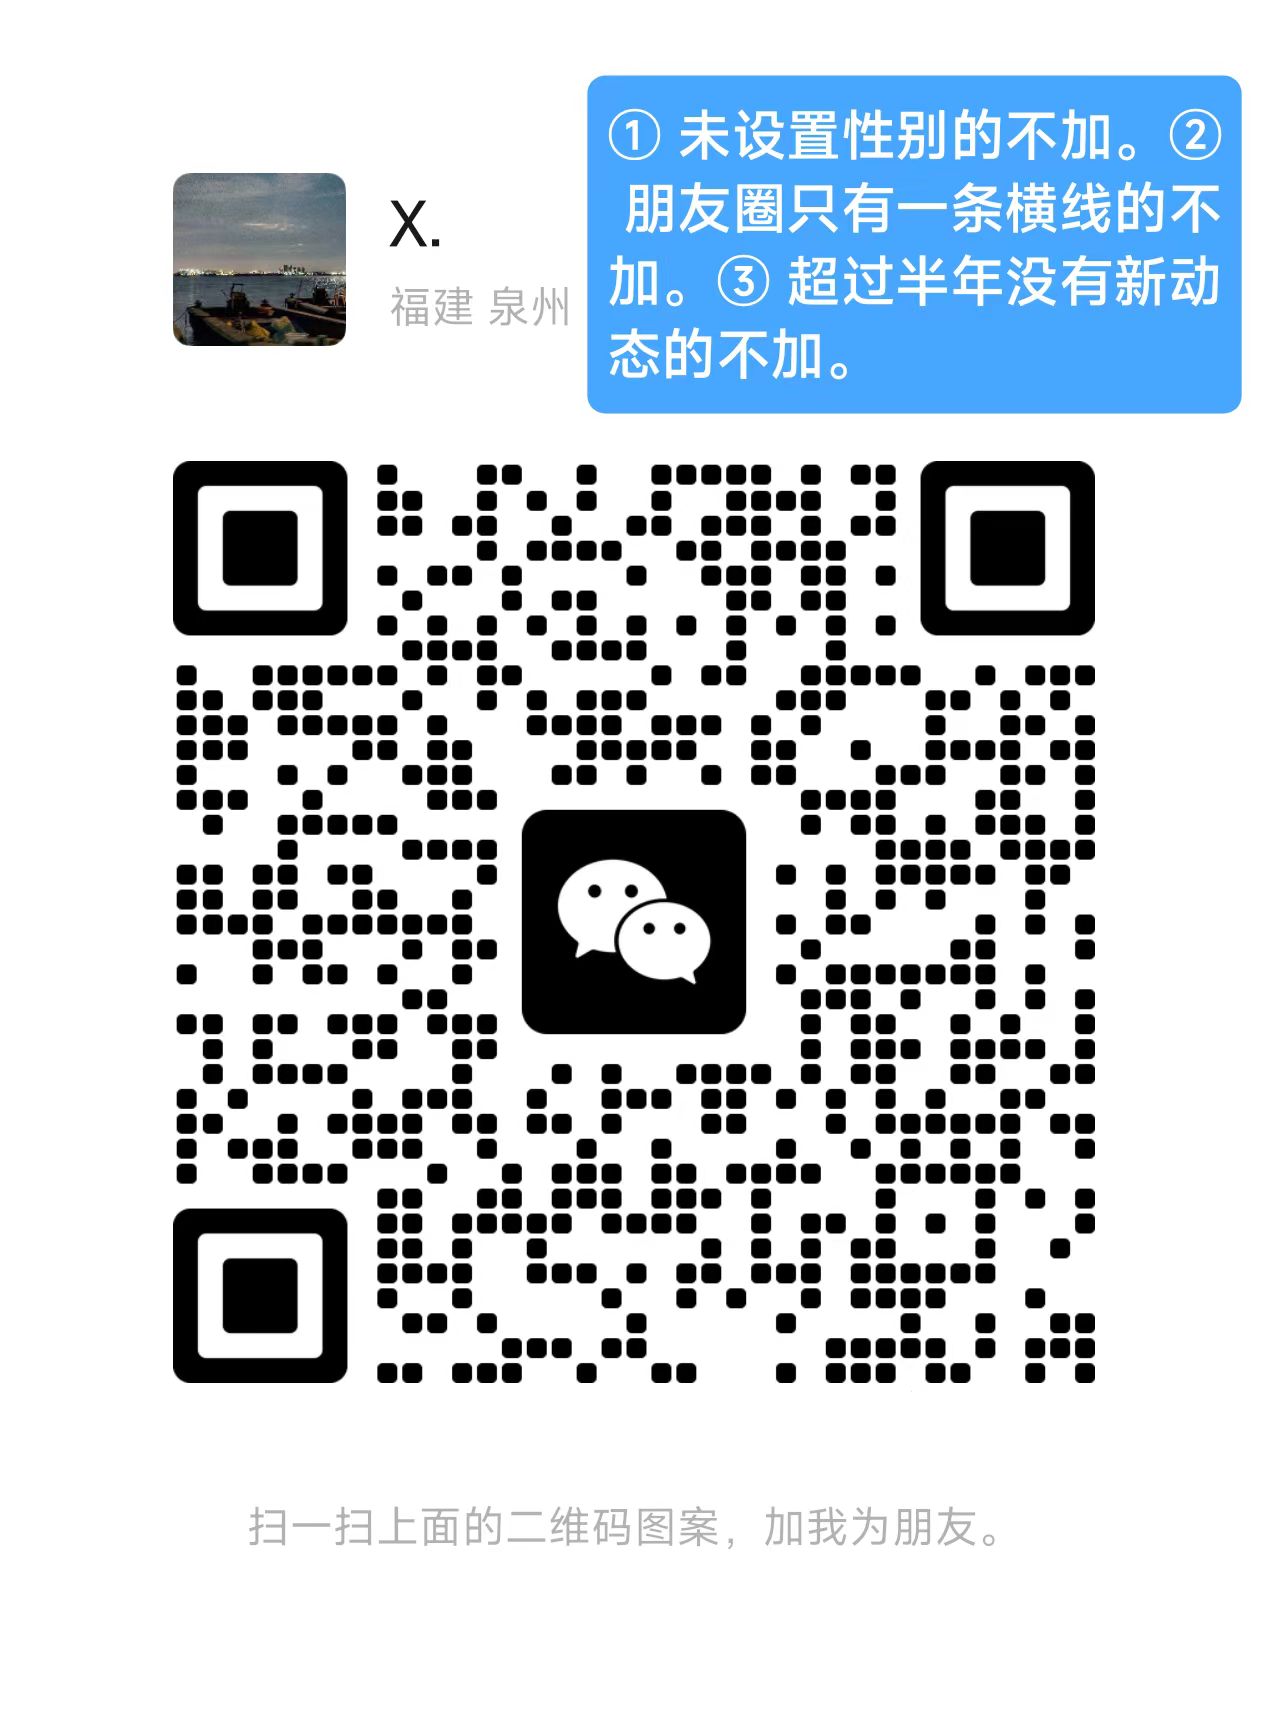 ① 未设置性别的不加。②
朋友圈只有一条横线的不
加。③ 超过半年没有新动
态的不加。
X.
福建 泉州
扫一扫上面的二维码图案，加我为朋友。